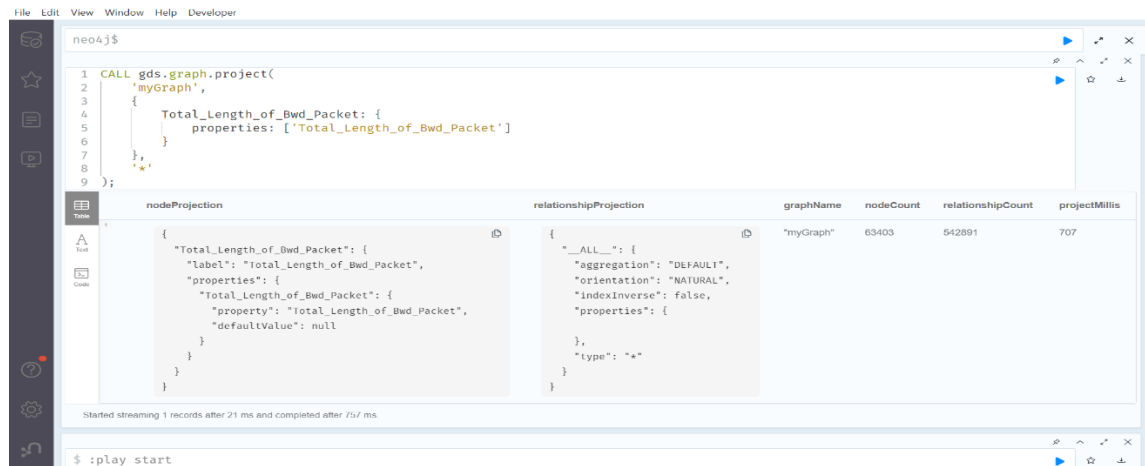 File Edit View Window Help Developer
neo4j$
1 CALL gds.graph.project(
2 'myGraph',
3 {
4 Total_Length_of_Bwd_Packet: {
5 properties: ['Total_Length_of_Bwd_Packet']
6 }
7 },
8 '*'
9 );
Table
Text
Code
nodeProjection relationshipProjection graphName nodeCount relationshipCount projectMillis
1
{
"Total_Length_of_Bwd_Packet": {
"label": "Total_Length_of_Bwd_Packet",
"properties": {
"Total_Length_of_Bwd_Packet": {
"property": "Total_Length_of_Bwd_Packet",
"defaultValue": null
}
}
}
}
{
"__ALL__": {
"aggregation": "DEFAULT",
"orientation": "NATURAL",
"indexInverse": false,
"properties": {
},
"type": "*"
}
}
"myGraph" 63403 542891 707
Started streaming 1 records after 21 ms and completed after 757 ms.
$ :play start